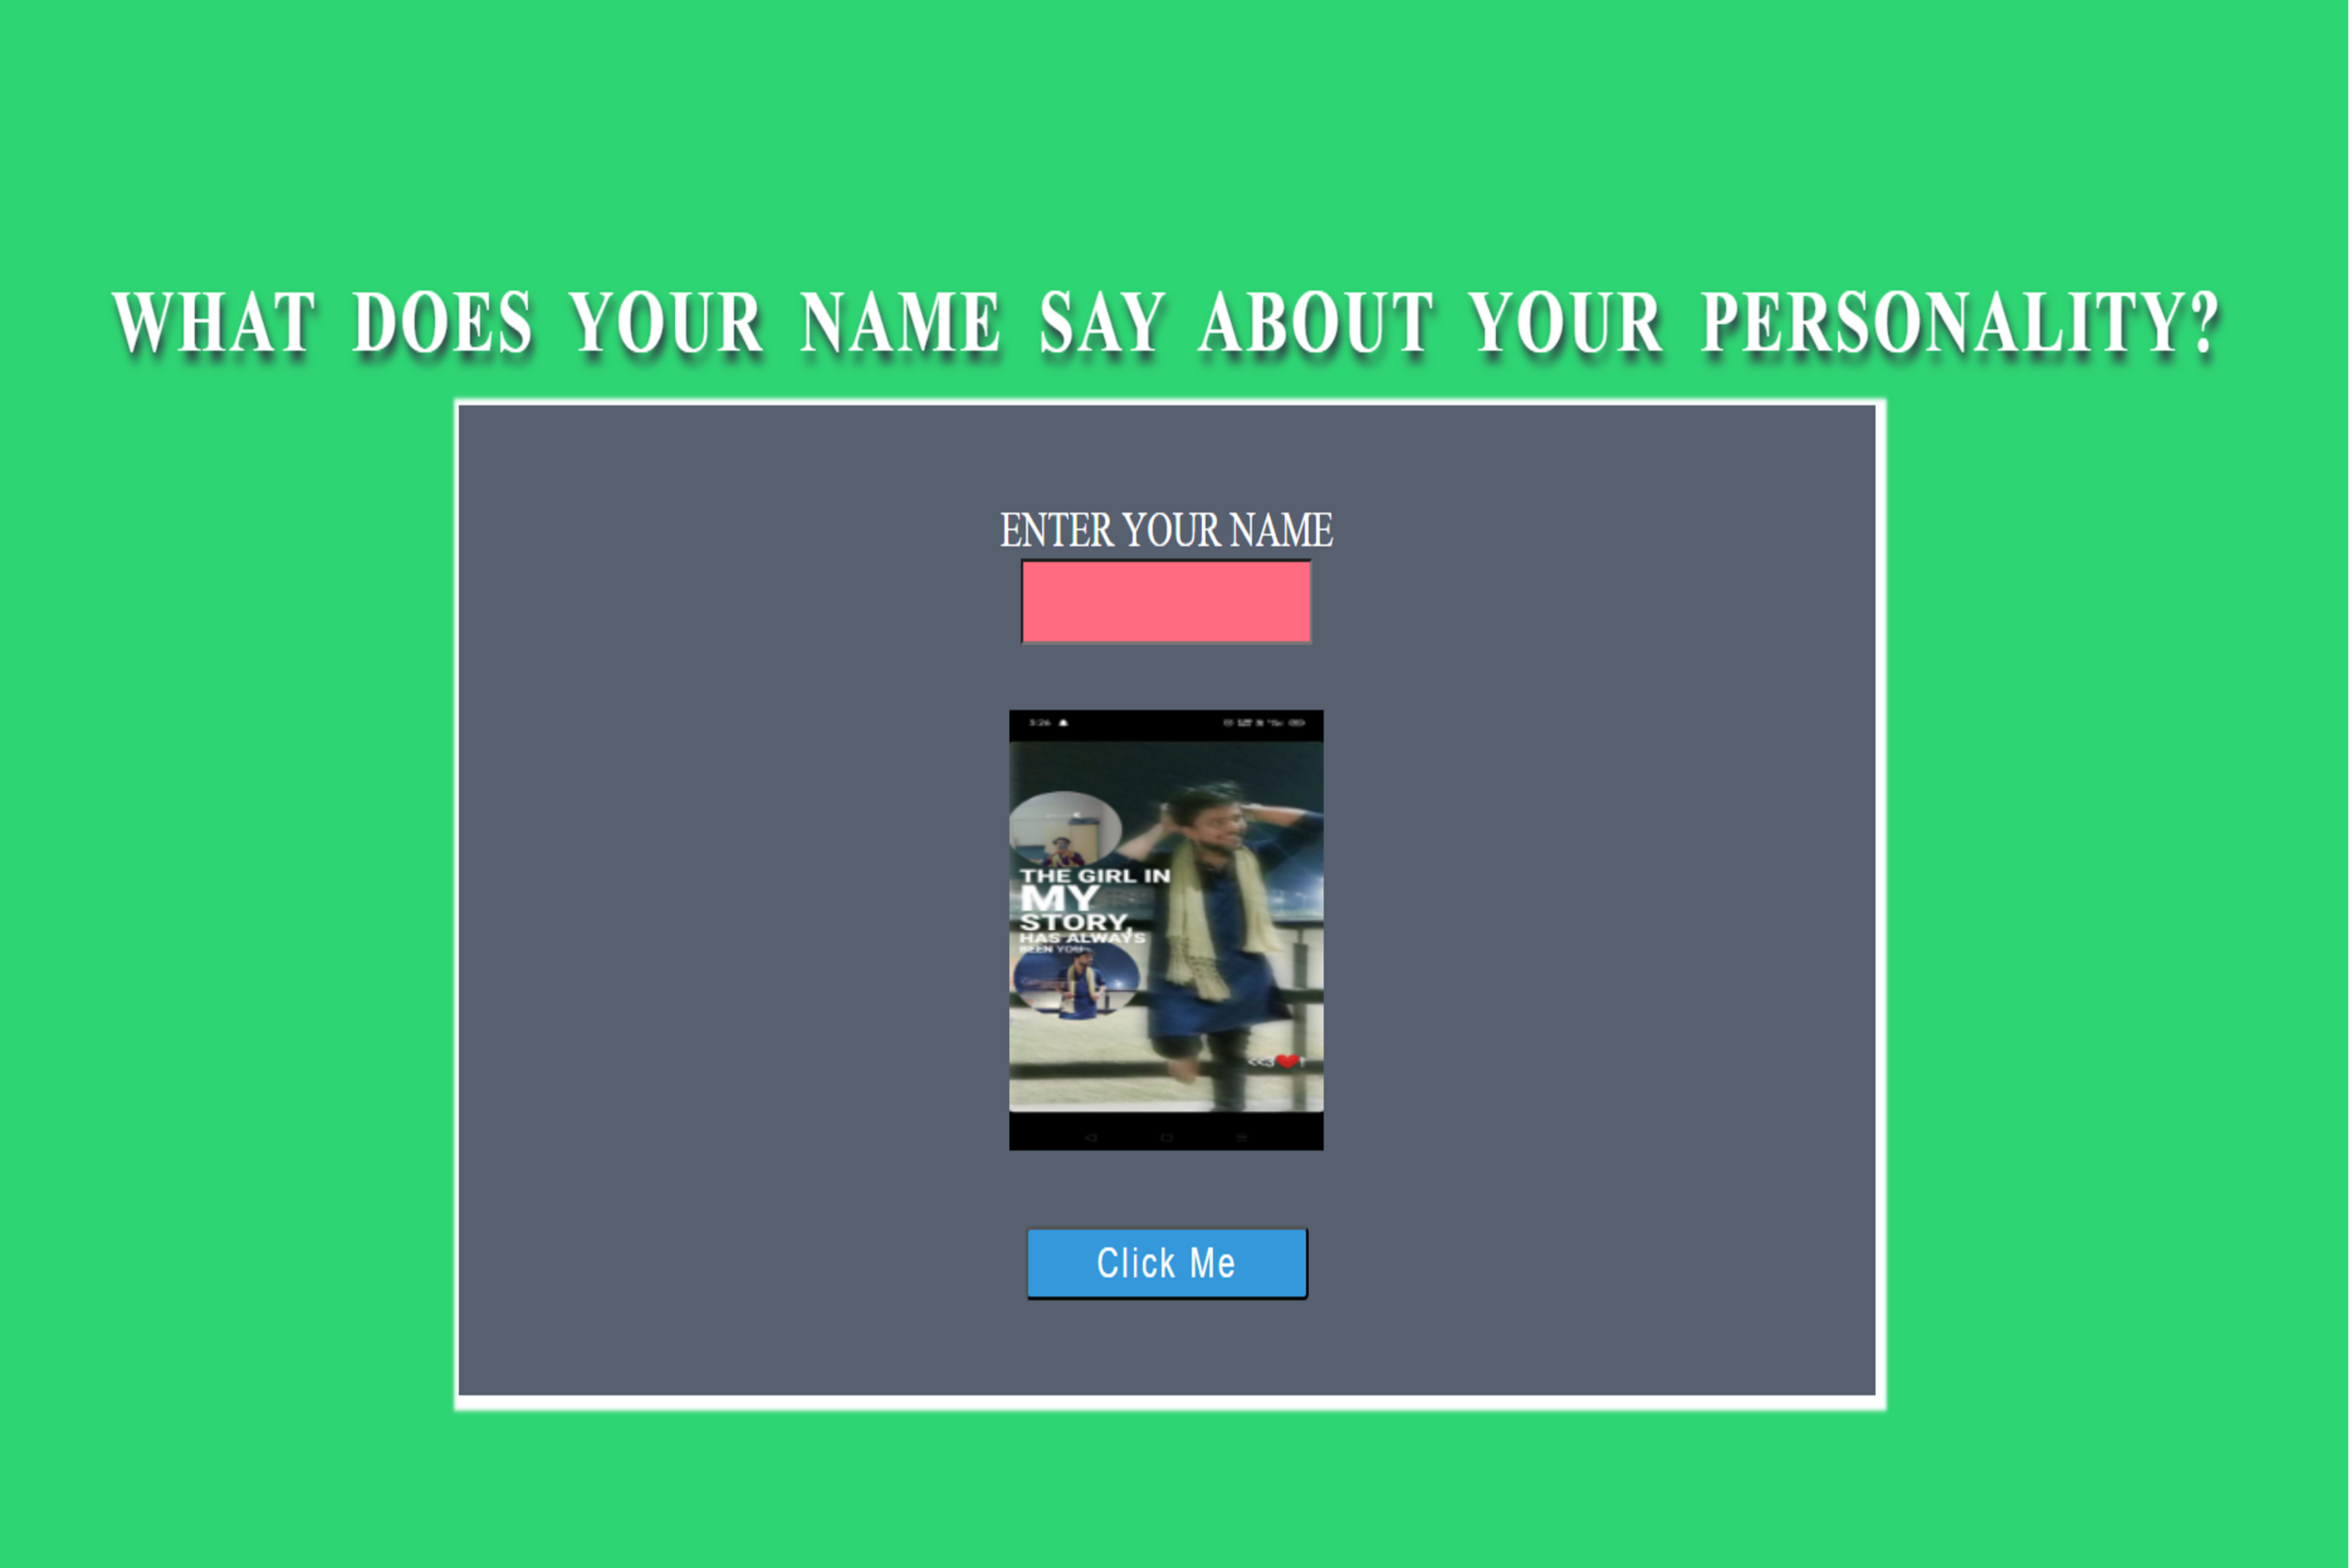 WHAT DOES YOUR NAME SAY ABOUT YOUR PERSONALITY?
ENTER YOUR NAME
3:26
THE GIRL IN
MY
STORY,
HAS ALWAYS
BEEN YOU
Click Me